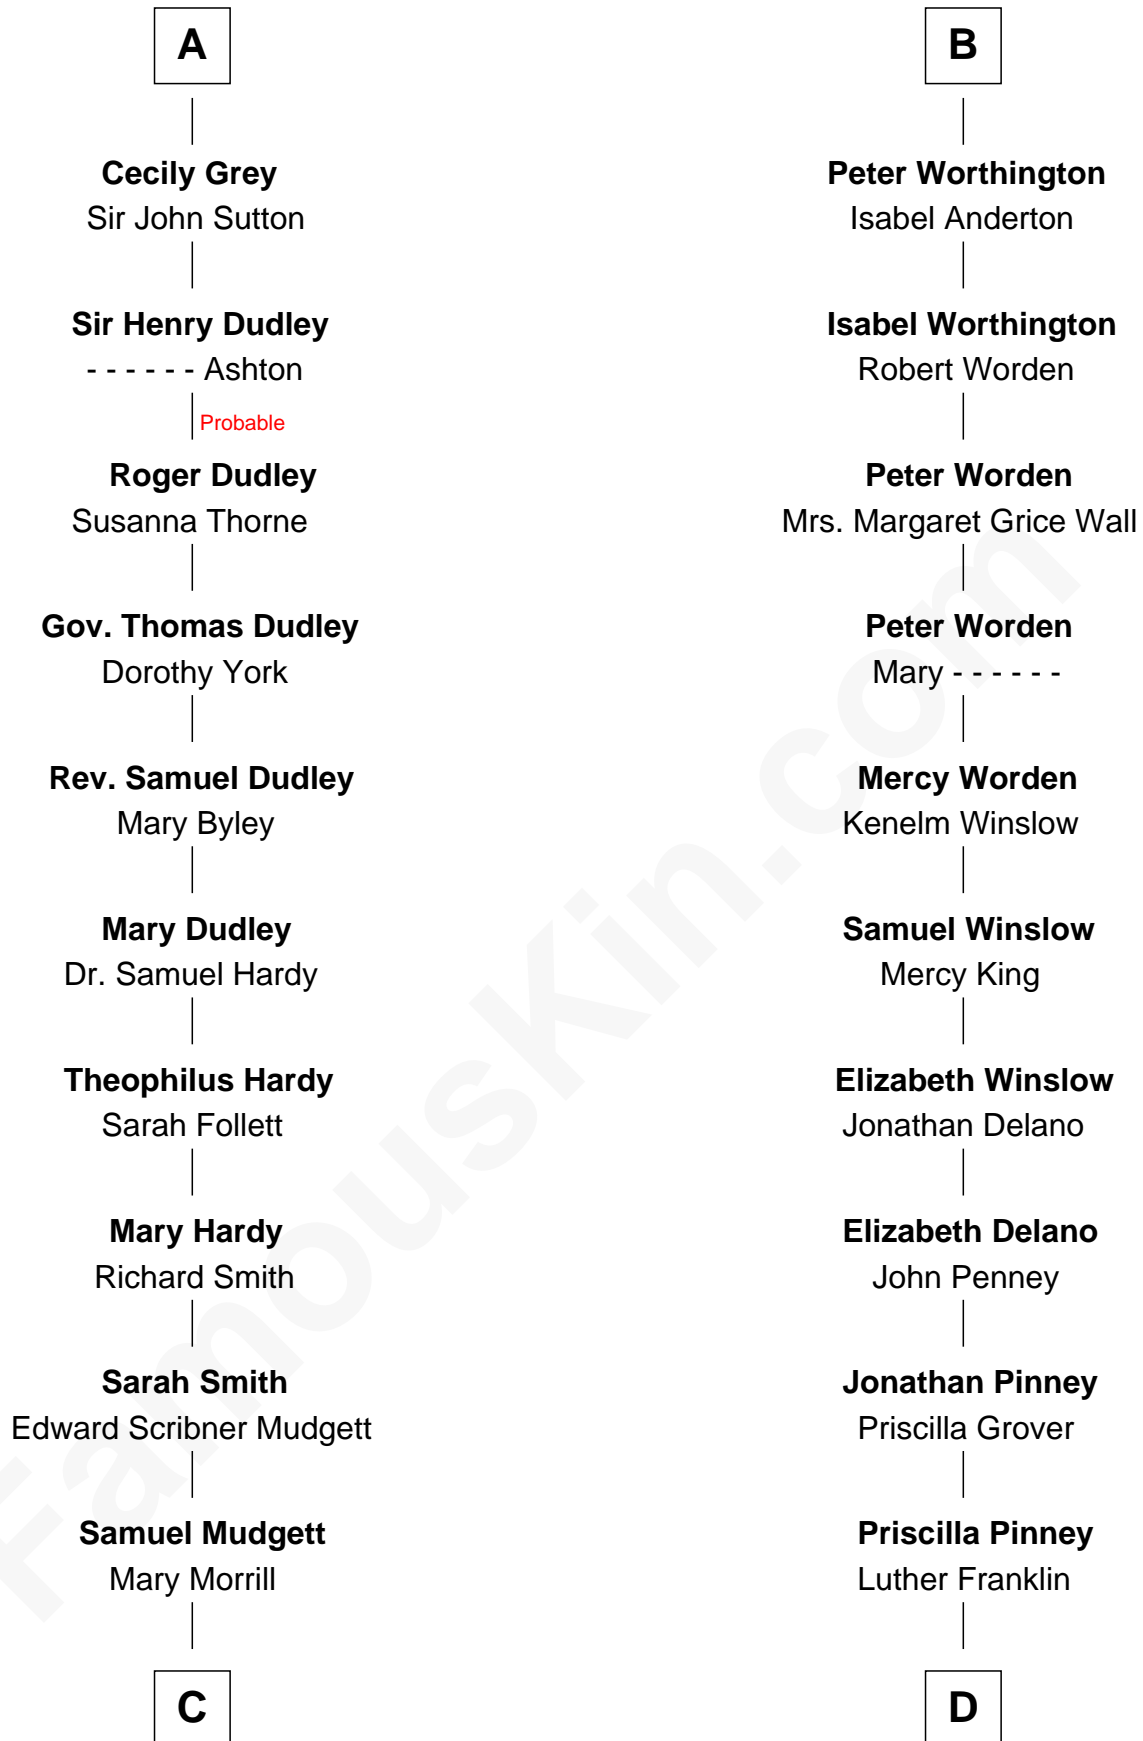 A
Cecily Grey
Sir John Sutton
Sir Henry Dudley
- - - - - - Ashton
Probable
Roger Dudley
Susanna Thorne
Gov. Thomas Dudley
Dorothy York
Rev. Samuel Dudley
Mary Byley
Mary Dudley
Dr. Samuel Hardy
Theophilus Hardy
Sarah Follett
Mary Hardy
Richard Smith
Sarah Smith
Edward Scribner Mudgett
Samuel Mudgett
Mary Morrill
C
B
Peter Worthington
Isabel Anderton
Isabel Worthington
Robert Worden
Peter Worden
Mrs. Margaret Grice Wall
Peter Worden
Mary - - - - - -
Mercy Worden
Kenelm Winslow
Samuel Winslow
Mercy King
Elizabeth Winslow
Jonathan Delano
Elizabeth Delano
John Penney
Jonathan Pinney
Priscilla Grover
Priscilla Pinney
Luther Franklin
D
FamousKin.com